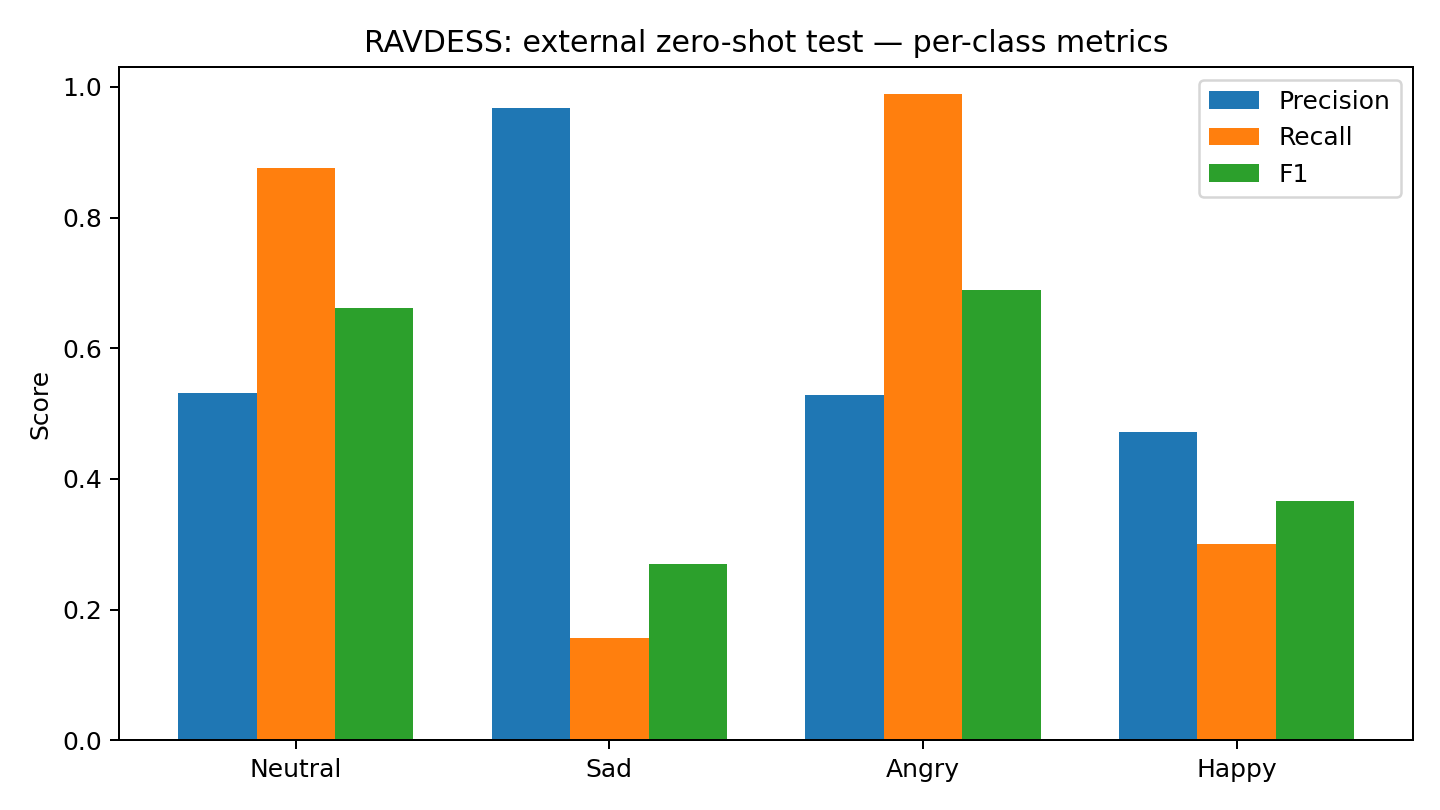 RAVDESS: external zero-shot test — per-class metrics
Precision
Recall
F1
Score
1.0
0.8
0.6
0.4
0.2
0.0
Neutral
Sad
Angry
Happy